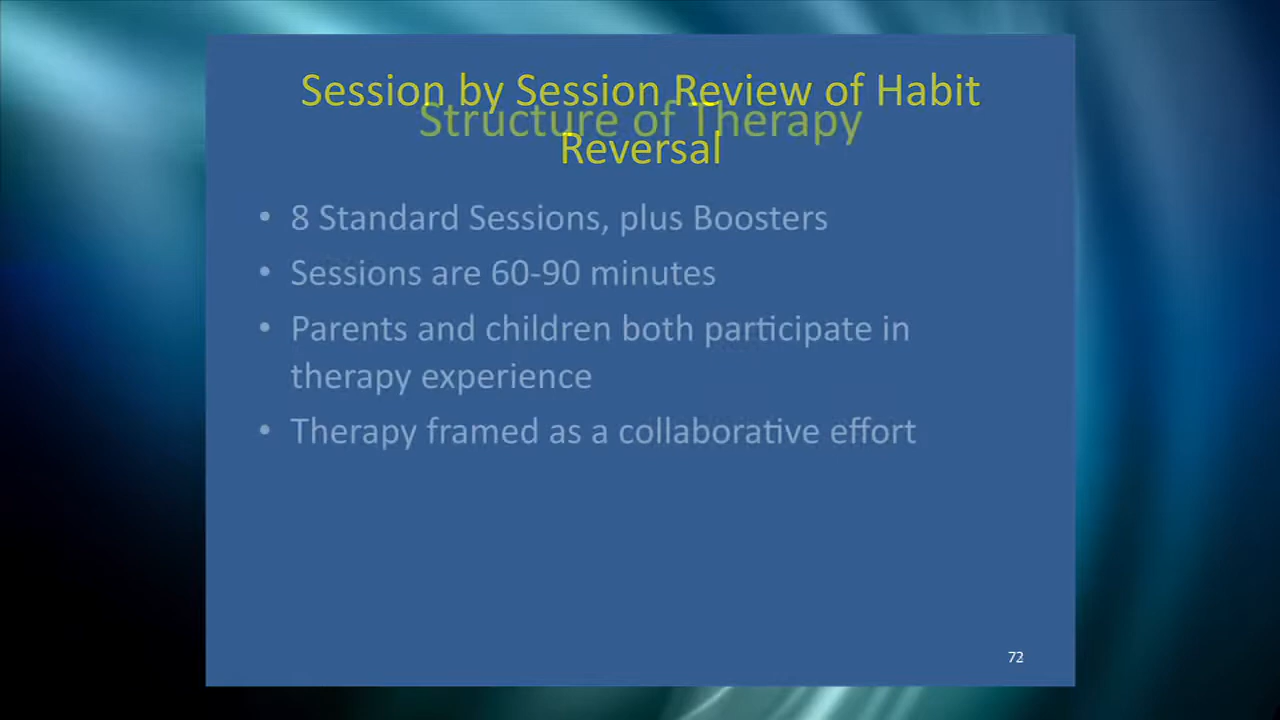 Session by Session Review of Habit
Structure of Therapy
Reversal
• 8 Standard Sessions, plus Boosters
• Sessions are 60-90 minutes
• Parents and children both participate in
therapy experience
• Therapy framed as a collaborative effort
72